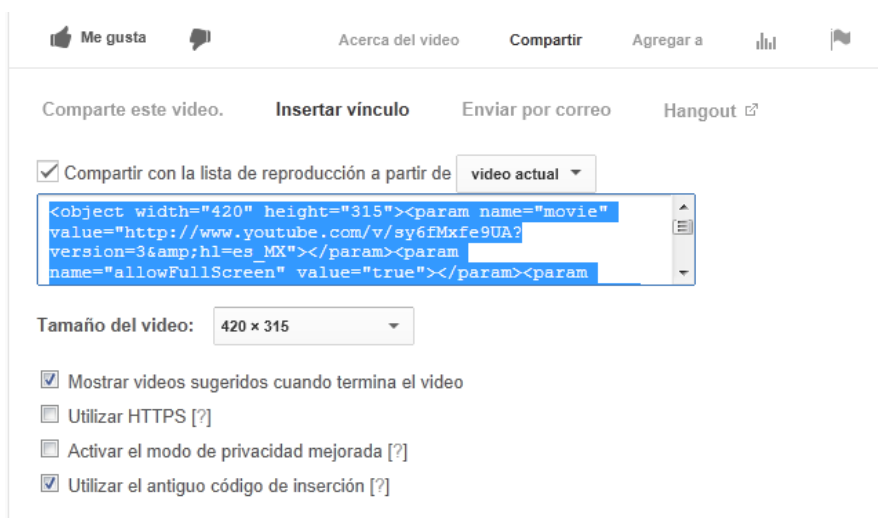 Me gusta Acerca del video Compartir Agregar a
Comparte este video. Insertar vínculo Enviar por correo Hangout
Compartir con la lista de reproducción a partir de video actual
<object width="420" height="315"><param name="movie"
value="http://www.youtube.com/v/sy6fMxfe9UA?
version=3&amp;hl=es_MX"></param><param
name="allowFullScreen" value="true"></param><param
Tamaño del video: 420 × 315
Mostrar videos sugeridos cuando termina el video
Utilizar HTTPS [?]
Activar el modo de privacidad mejorada [?]
Utilizar el antiguo código de inserción [?]